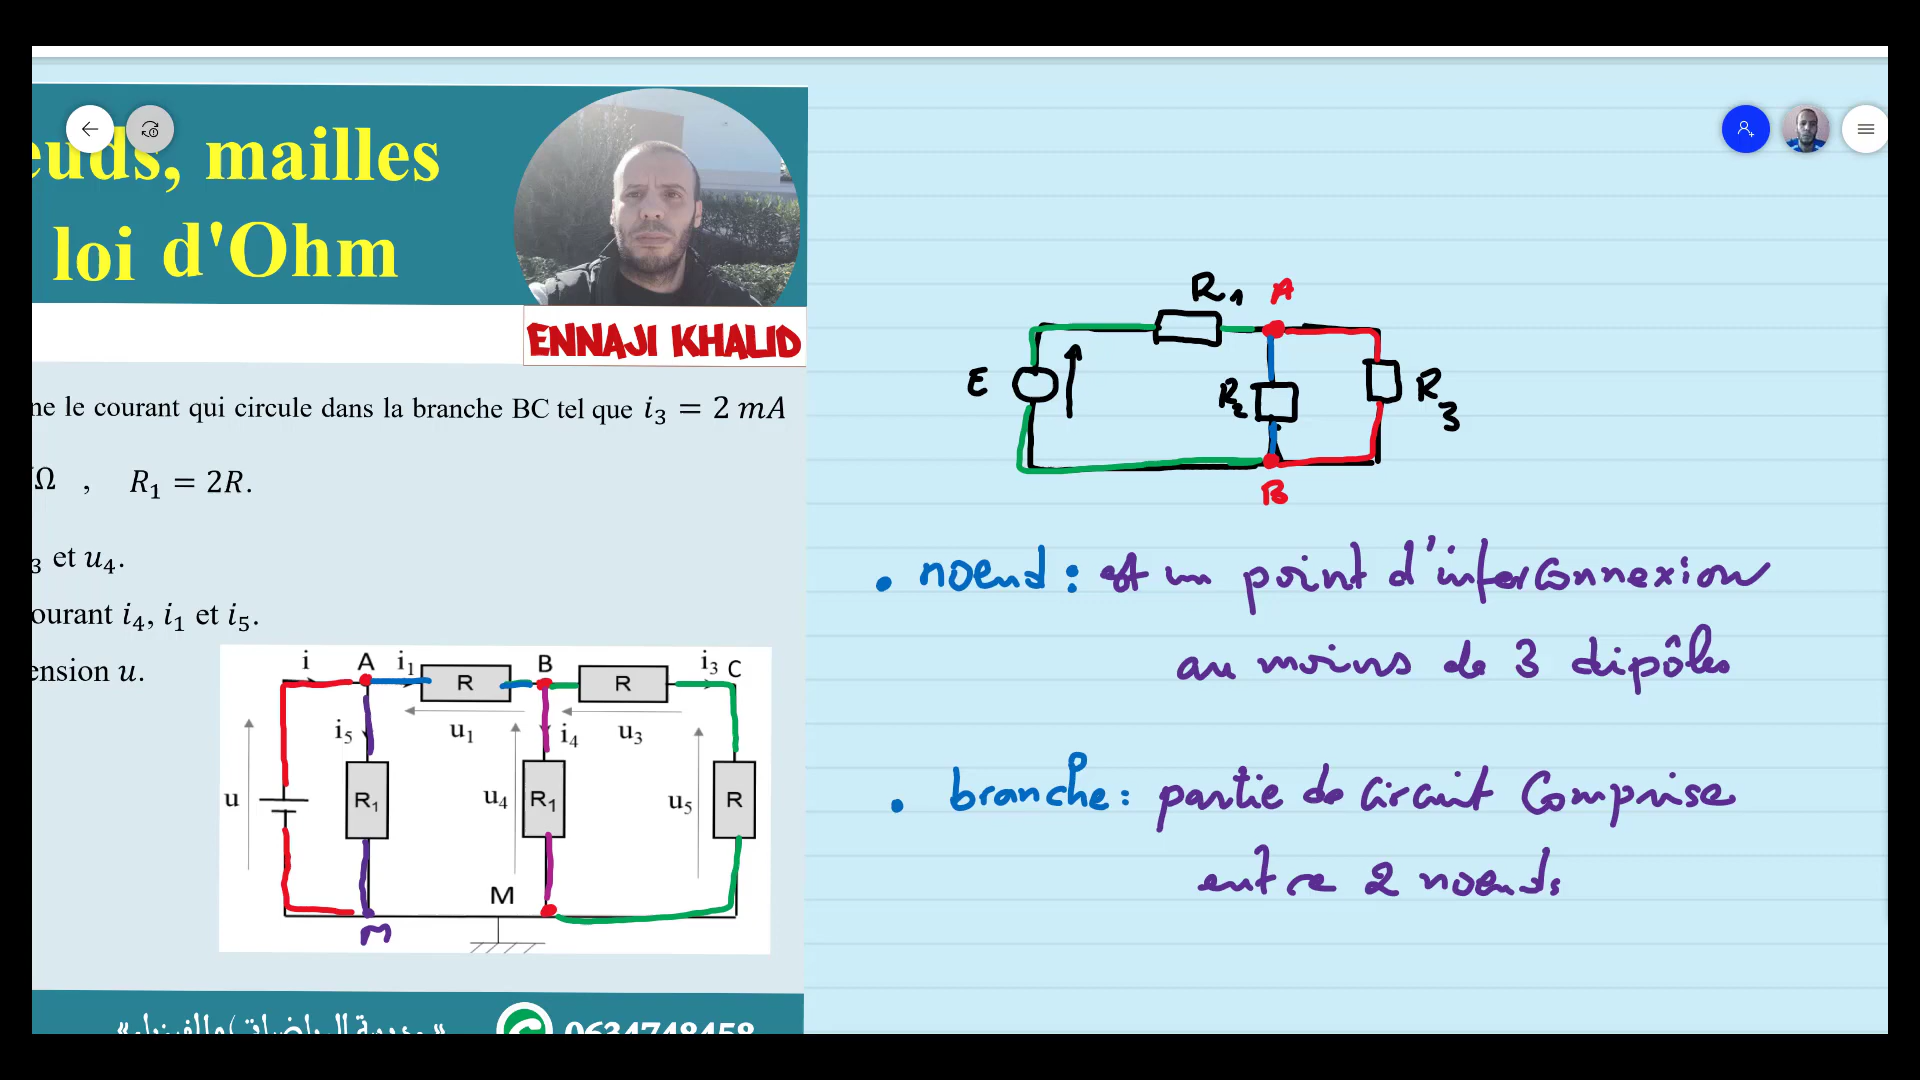 euds, mailles
loi d'Ohm
ENNAJI KHALID
ne le courant qui circule dans la branche BC tel que i₃ = 2 mA
Ω , R₁ = 2R.
₃ et u₄.
ourant i₄, i₁ et i₅.
ension u.
i A i₁ B i₃ C
R R
i₅ u₁ i₄ u₃
u R₁ u₄ R₁ u₅ R
M
M
0634748458
R₁ A
E R₂ R₃
B
• noeud : est un point d'interconnexion
au moins de 3 dipôles
• branche : partie de circuit comprise
entre 2 noeuds